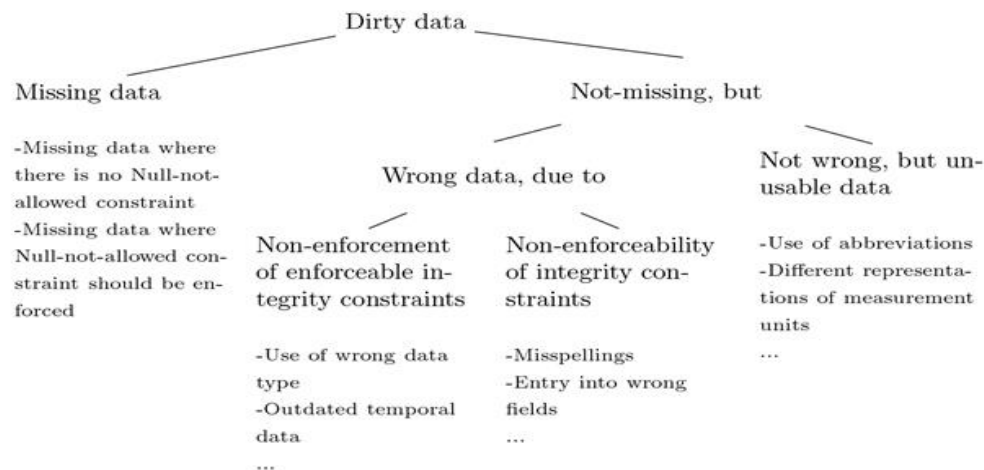 Dirty data
Missing data
-Missing data where
there is no Null-not-
allowed constraint
-Missing data where
Null-not-allowed con-
straint should be en-
forced
Not-missing, but
Wrong data, due to
Non-enforcement
of enforceable in-
tegrity constraints
-Use of wrong data
type
-Outdated temporal
data
...
Non-enforceability
of integrity con-
straints
-Misspellings
-Entry into wrong
fields
...
Not wrong, but un-
usable data
-Use of abbreviations
-Different representa-
tions of measurement
units
...